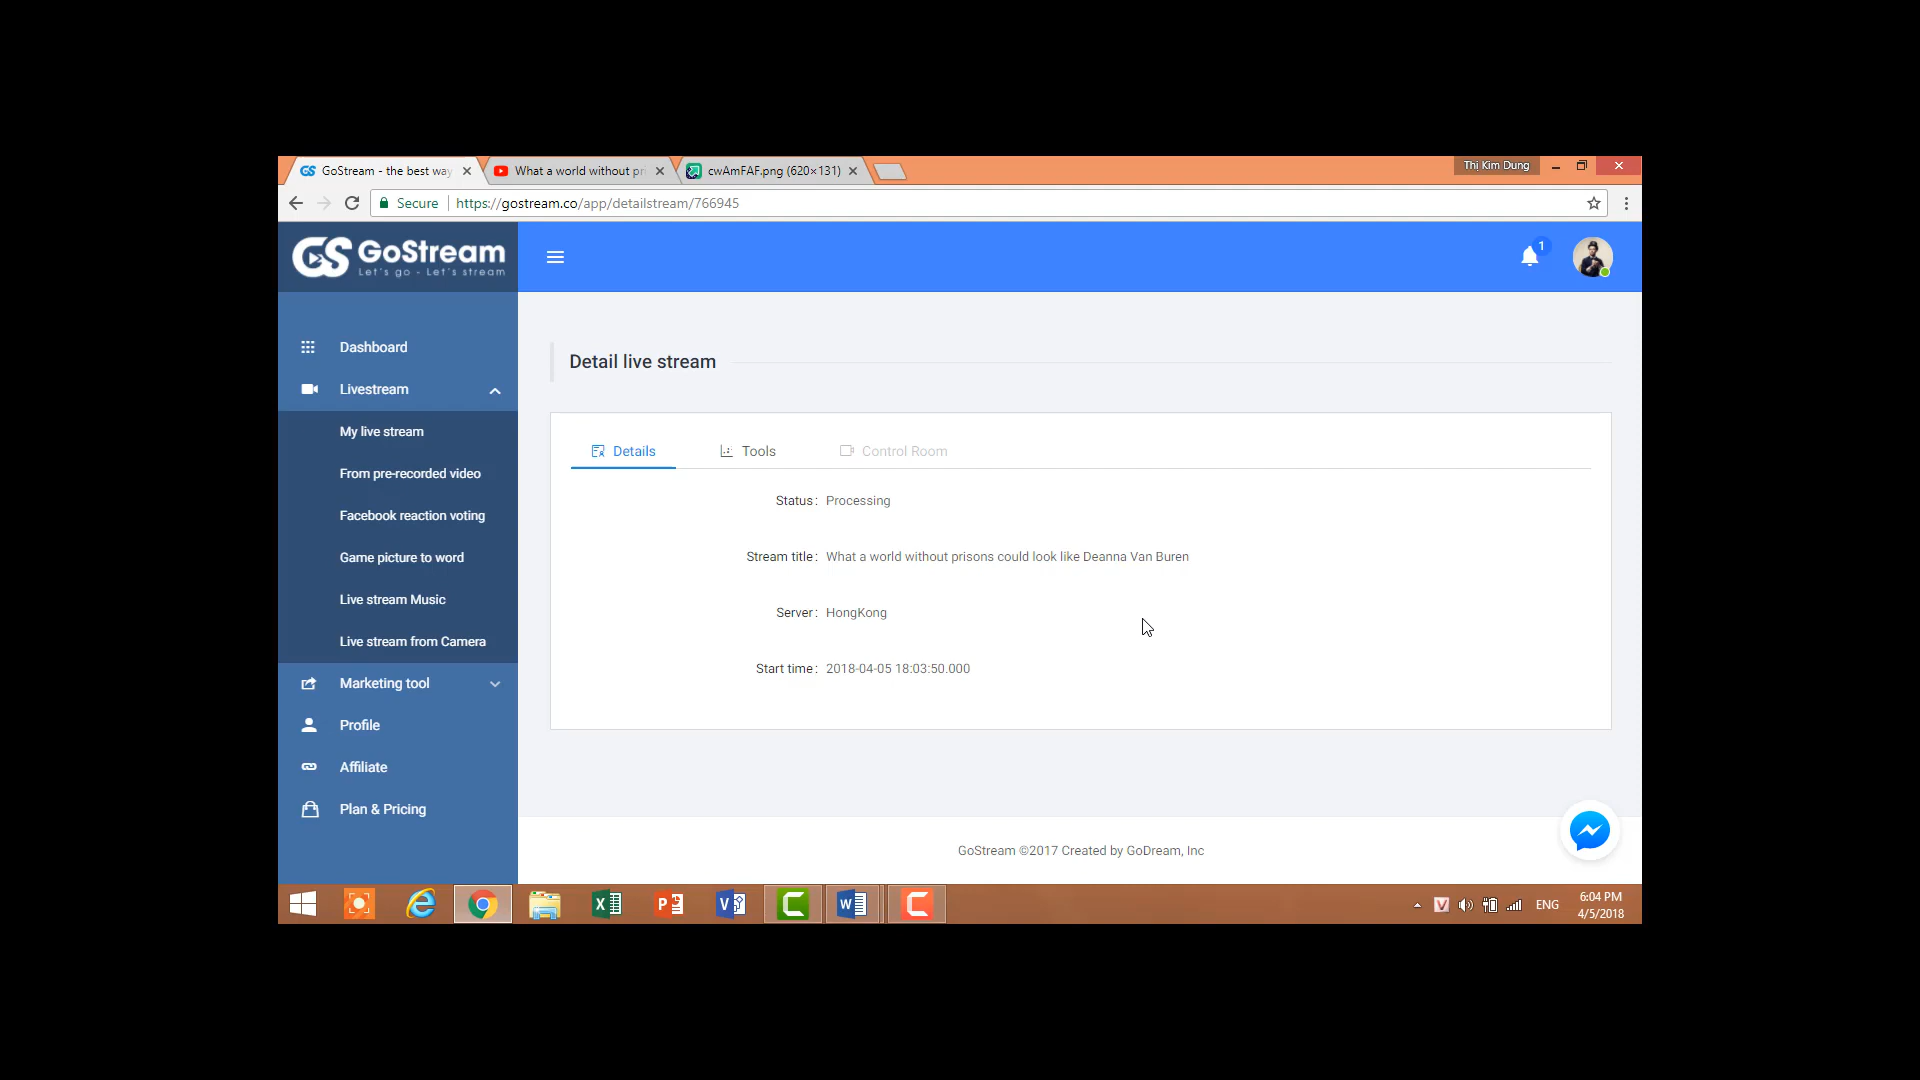 GoStream - the best way
What a world without pri
cwAmFAF.png (620×131)
Thi Kim Dung
Secure
https://gostream.co/app/detailstream/766945
GS GoStream
Let's go - Let's stream
1
Dashboard
Livestream
My live stream
From pre-recorded video
Facebook reaction voting
Game picture to word
Live stream Music
Live stream from Camera
Marketing tool
Profile
Affiliate
Plan & Pricing
Detail live stream
Details
Tools
Control Room
Status: Processing
Stream title: What a world without prisons could look like Deanna Van Buren
Server: HongKong
Start time: 2018-04-05 18:03:50.000
GoStream ©2017 Created by GoDream, Inc
ENG
6:04 PM
4/5/2018